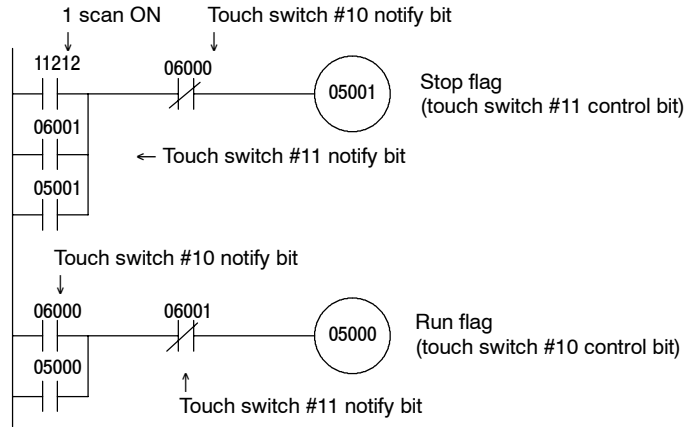 1 scan ON
Touch switch #10 notify bit
11212
06000
05001
Stop flag
(touch switch #11 control bit)
06001
← Touch switch #11 notify bit
05001
Touch switch #10 notify bit
06000
06001
05000
Run flag
(touch switch #10 control bit)
05000
Touch switch #11 notify bit